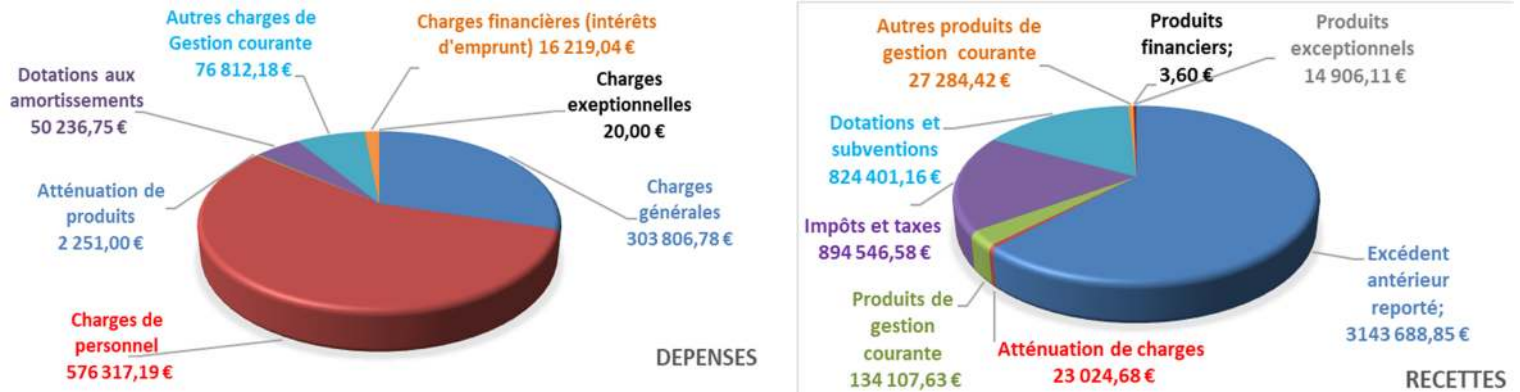 Autres charges de
Gestion courante
76 812,18 €
Charges financières (intérêts
d'emprunt) 16 219,04 €
Dotations aux
amortissements
50 236,75 €
Charges
exeptionnelles
20,00 €
Atténuation de
produits
2 251,00 €
Charges
générales
303 806,78 €
Charges de
personnel
576 317,19 €
DEPENSES
Autres produits de
gestion courante
27 284,42 €
Produits
financiers;
3,60 €
Produits
exceptionnels
14 906,11 €
Dotations et
subventions
824 401,16 €
Impôts et taxes
894 546,58 €
Excédent
antérieur
reporté;
3143 688,85 €
Produits de
gestion
courante
134 107,63 €
Atténuation de charges
23 024,68 €
RECETTES